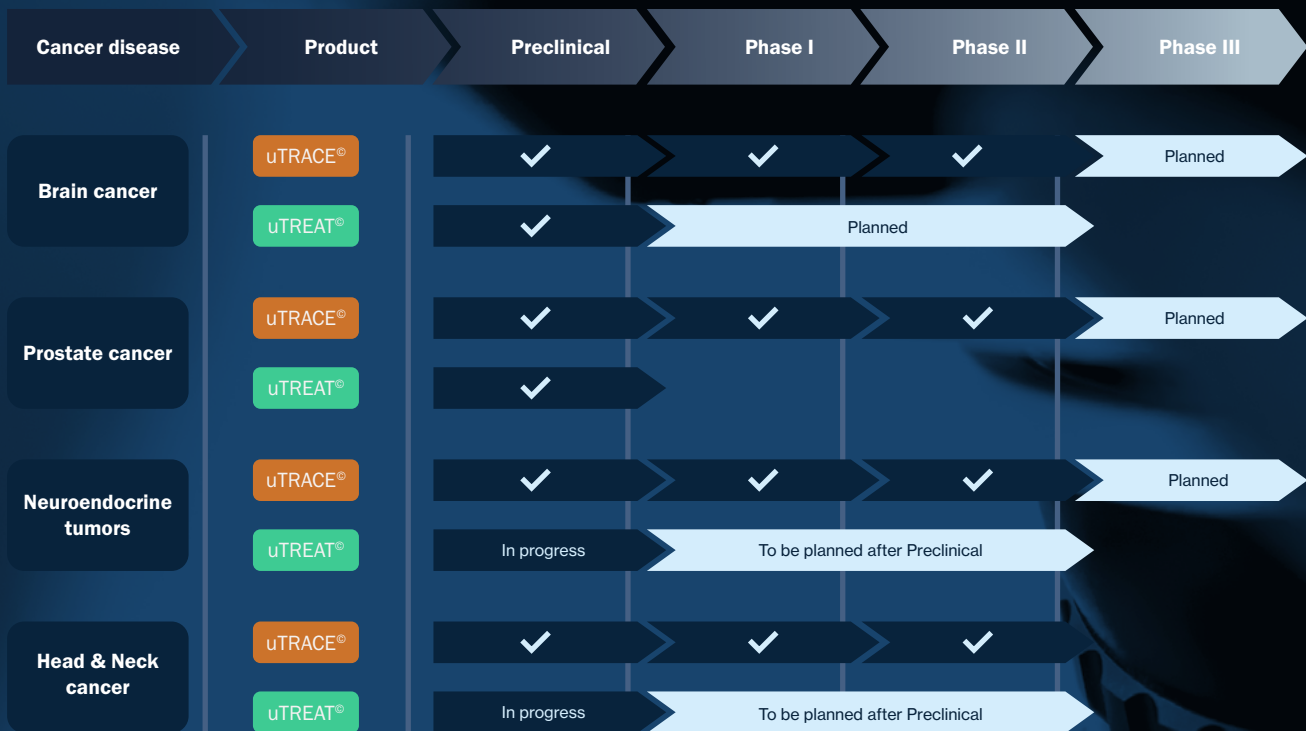 Cancer disease
Product
Preclinical
Phase I
Phase II
Phase III
Brain cancer
uTRACE©
Planned
uTREAT©
Planned
Prostate cancer
uTRACE©
Planned
uTREAT©
Neuroendocrine
tumors
uTRACE©
Planned
uTREAT©
In progress
To be planned after Preclinical
Head & Neck
cancer
uTRACE©
uTREAT©
In progress
To be planned after Preclinical